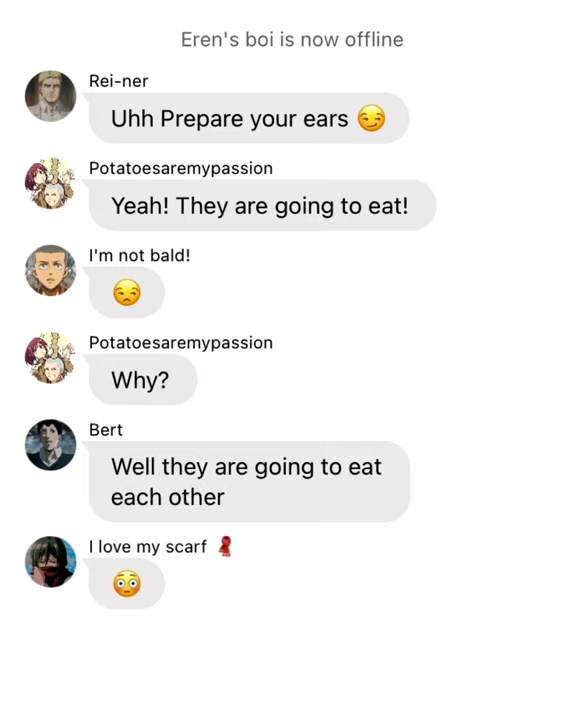 Eren's boi is now offline
Rei-ner
Uhh Prepare your ears 😏
Potatoesaremypassion
Yeah! They are going to eat!
I'm not bald!
😒
Potatoesaremypassion
Why?
Bert
Well they are going to eat
each other
I love my scarf 🧣
😳